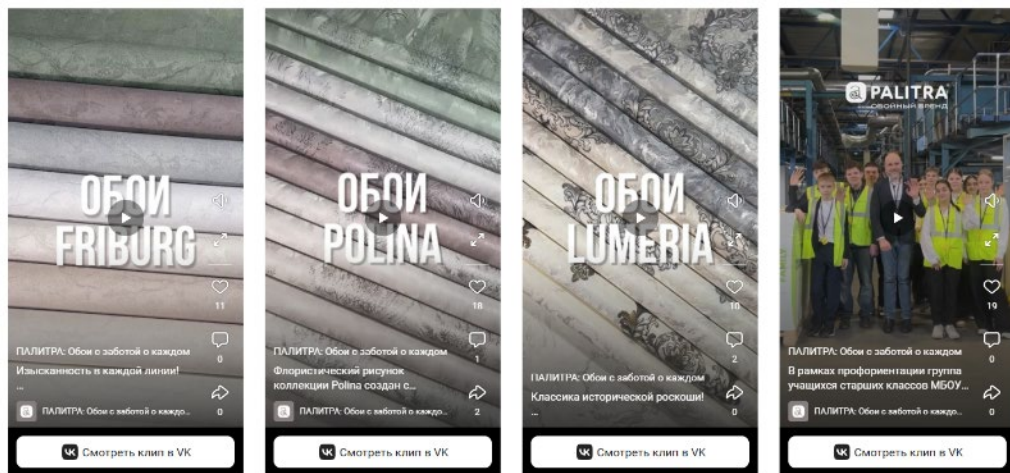 ОБОИ
FRIBURG
11
0
ПАЛИТРА: Обои с заботой о каждом
Изысканность в каждой линии!
...
ПАЛИТРА: Обои с заботой о каждо...
0
Смотреть клип в VK
ОБОИ
POLINA
18
1
ПАЛИТРА: Обои с заботой о каждом
Флористический рисунок
коллекции Polina создан с...
ПАЛИТРА: Обои с заботой о каждо...
2
Смотреть клип в VK
ОБОИ
LUMERIA
10
2
ПАЛИТРА: Обои с заботой о каждом
Классика исторической роскоши!
...
0
Смотреть клип в VK
PALITRA
ОБОЙНЫЙ БРЕНД
19
0
ПАЛИТРА: Обои с заботой о каждом
В рамках профориентации группа
учащихся старших классов МБОУ...
ПАЛИТРА: Обои с заботой о каждо...
0
Смотреть клип в VK